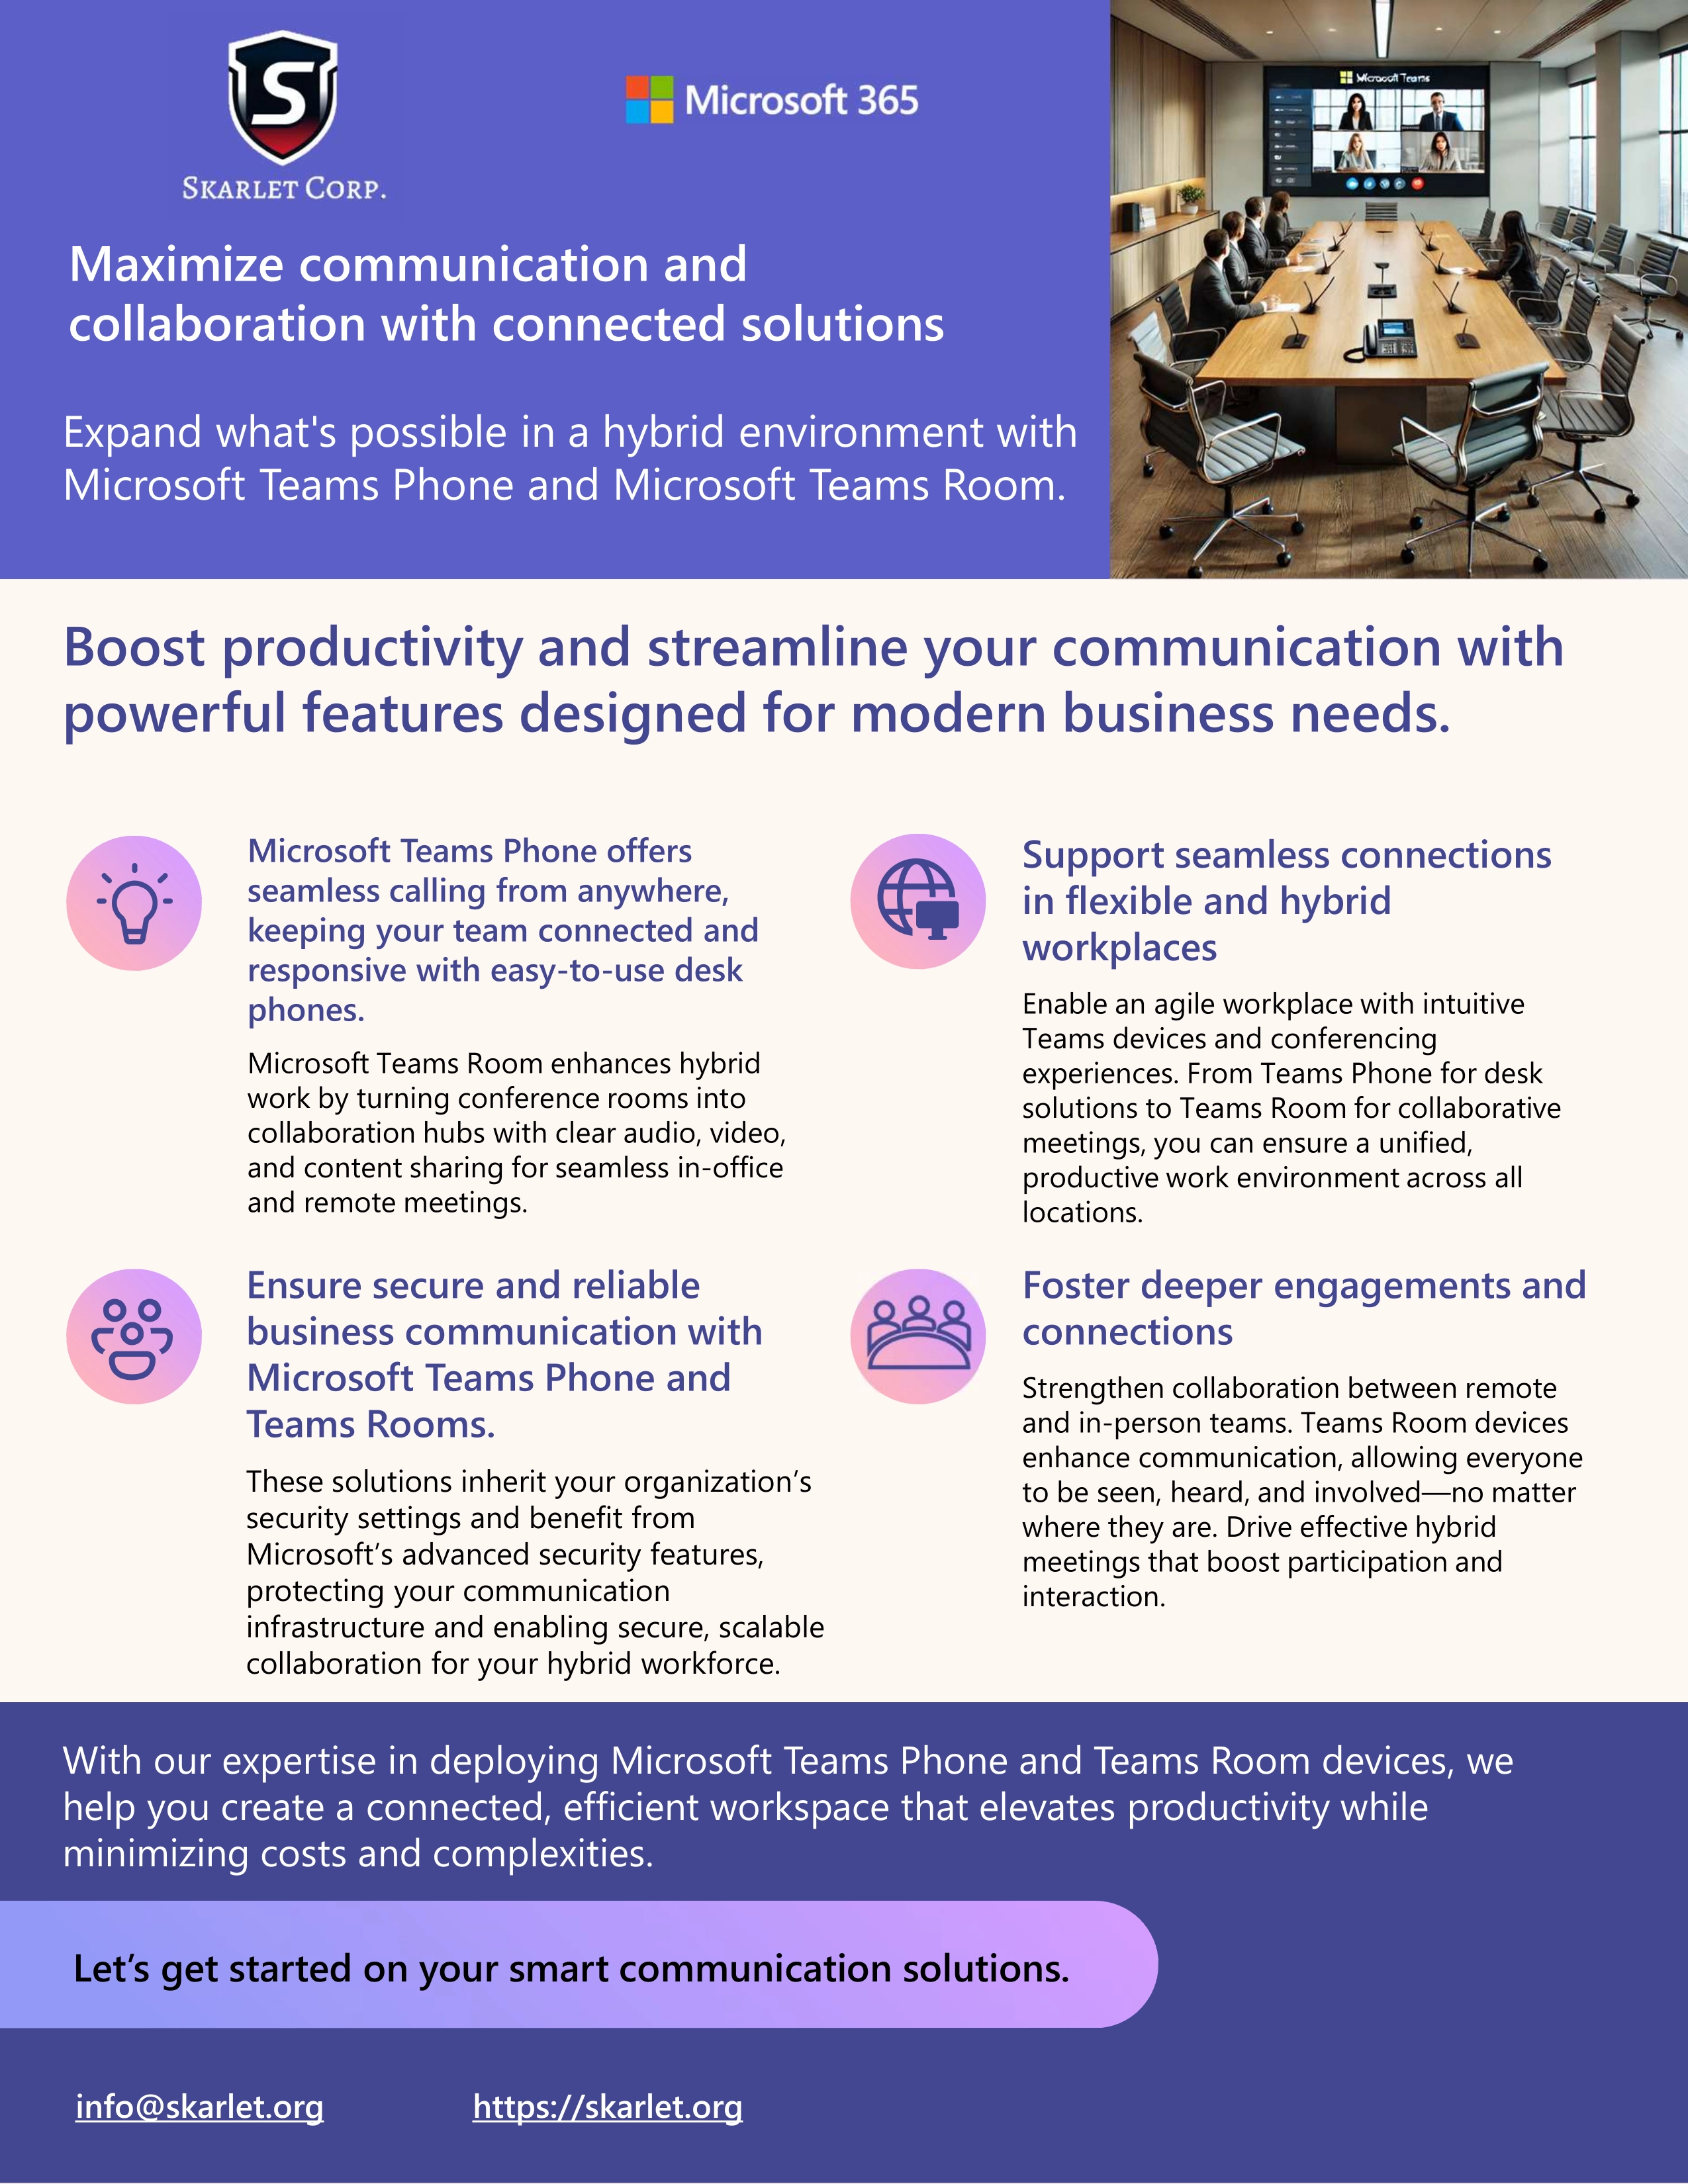 SKARLET CORP.
Microsoft 365
Microsoft Teams
Maximize communication and
collaboration with connected solutions
Expand what's possible in a hybrid environment with
Microsoft Teams Phone and Microsoft Teams Room.
Boost productivity and streamline your communication with
powerful features designed for modern business needs.
Microsoft Teams Phone offers
seamless calling from anywhere,
keeping your team connected and
responsive with easy-to-use desk
phones.
Microsoft Teams Room enhances hybrid
work by turning conference rooms into
collaboration hubs with clear audio, video,
and content sharing for seamless in-office
and remote meetings.
Support seamless connections
in flexible and hybrid
workplaces
Enable an agile workplace with intuitive
Teams devices and conferencing
experiences. From Teams Phone for desk
solutions to Teams Room for collaborative
meetings, you can ensure a unified,
productive work environment across all
locations.
Ensure secure and reliable
business communication with
Microsoft Teams Phone and
Teams Rooms.
These solutions inherit your organization’s
security settings and benefit from
Microsoft’s advanced security features,
protecting your communication
infrastructure and enabling secure, scalable
collaboration for your hybrid workforce.
Foster deeper engagements and
connections
Strengthen collaboration between remote
and in-person teams. Teams Room devices
enhance communication, allowing everyone
to be seen, heard, and involved—no matter
where they are. Drive effective hybrid
meetings that boost participation and
interaction.
With our expertise in deploying Microsoft Teams Phone and Teams Room devices, we
help you create a connected, efficient workspace that elevates productivity while
minimizing costs and complexities.
Let’s get started on your smart communication solutions.
info@skarlet.org
https://skarlet.org